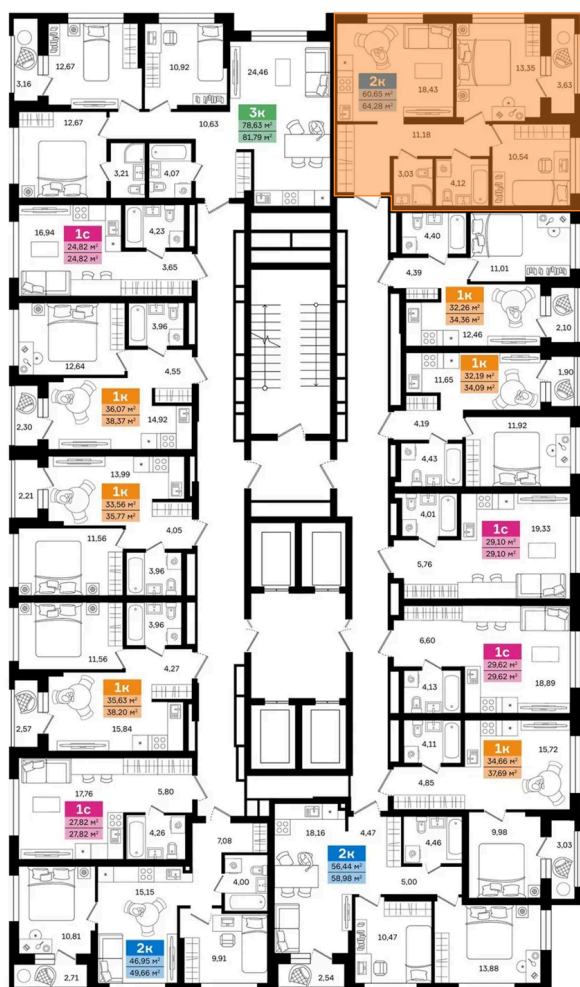 12,67
10,92
24,46
3,16
3к
78,63 м²
81,79 м²
12,67
10,63
3,21
4,07
2к
60,65 м²
64,28 м²
18,43
13,35
3,63
11,18
10,54
3,03
4,12
16,94
1с
24,82 м²
24,82 м²
4,23
3,65
4,40
4,39
11,01
1к
32,26 м²
34,36 м²
12,46
2,10
3,96
12,64
4,55
1к
36,07 м²
38,37 м²
14,92
2,30
11,65
1к
32,19 м²
34,09 м²
1,90
4,19
11,92
4,43
13,99
2,21
1к
33,56 м²
35,77 м²
4,05
11,56
3,96
4,01
19,33
1с
29,10 м²
29,10 м²
5,76
3,96
11,56
4,27
1к
35,63 м²
38,20 м²
2,57
15,84
6,60
1с
29,62 м²
29,62 м²
4,13
18,89
4,11
15,72
1к
34,66 м²
37,69 м²
4,85
17,76
5,80
1с
27,82 м²
27,82 м²
4,26
7,08
4,00
15,15
10,81
2к
46,95 м²
49,66 м²
2,71
9,91
18,16
4,47
2к
56,44 м²
58,98 м²
4,46
5,00
9,98
3,03
10,47
2,54
13,88